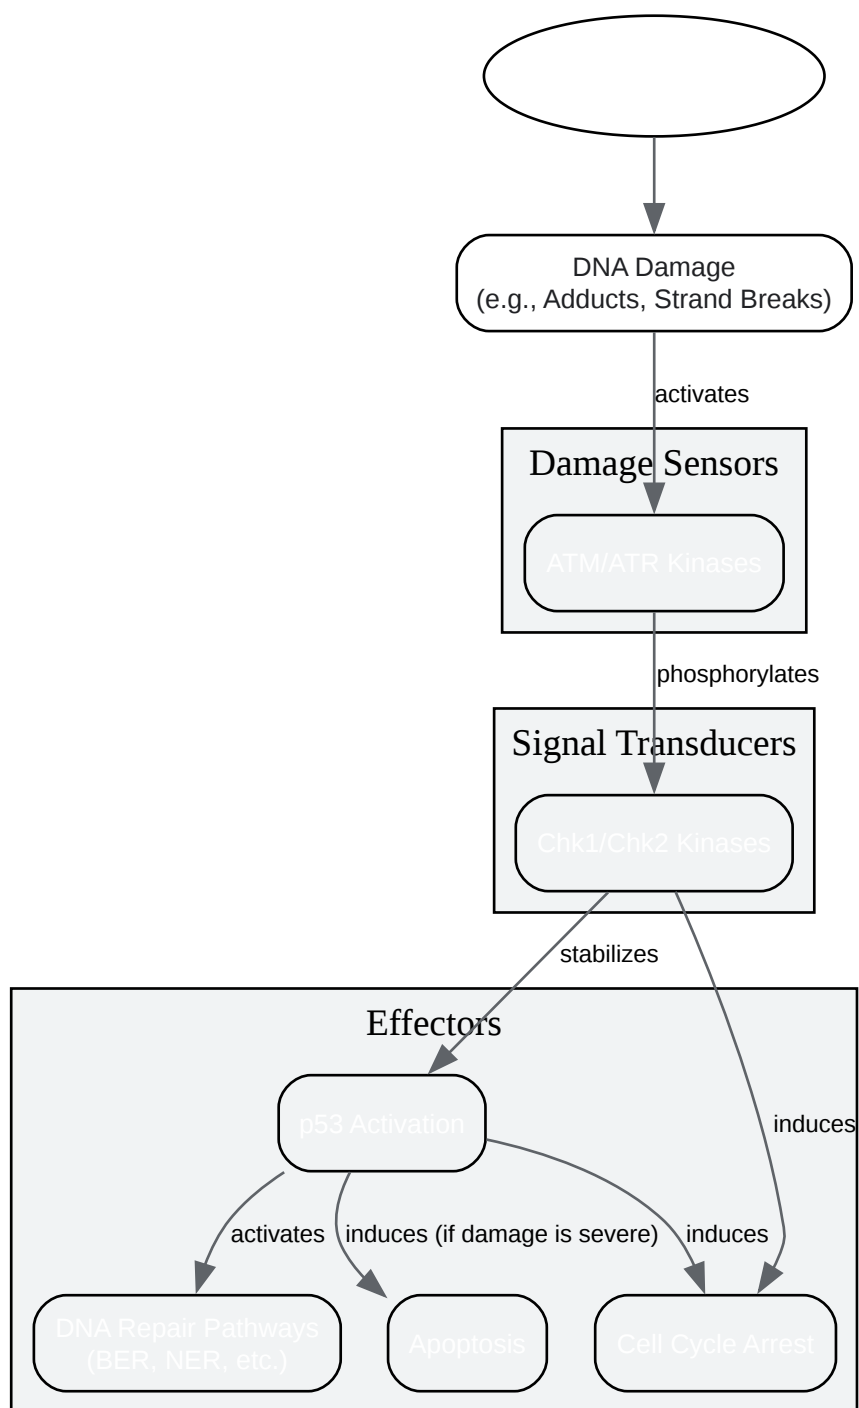 DNA Damage
(e.g., Adducts, Strand Breaks)
activates
Damage Sensors
ATM/ATR Kinases
phosphorylates
Signal Transducers
Chk1/Chk2 Kinases
stabilizes
Effectors
p53 Activation
induces
activates
induces (if damage is severe)
induces
DNA Repair Pathways
(BER, NER, etc.)
Apoptosis
Cell Cycle Arrest